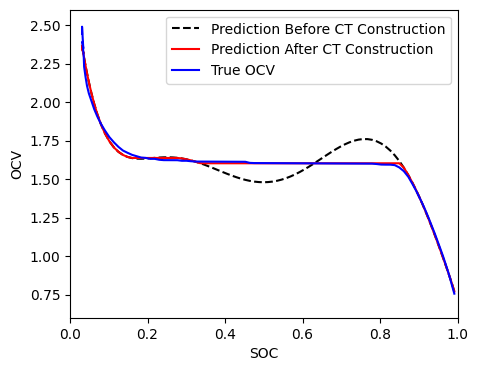 Prediction Before CT Construction
Prediction After CT Construction
True OCV
2.50
2.25
2.00
1.75
1.50
1.25
1.00
0.75
OCV
0.0 0.2 0.4 0.6 0.8 1.0
SOC